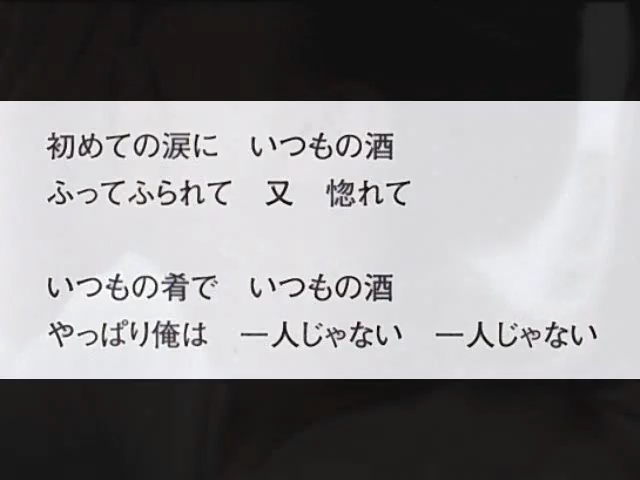 初めての涙に　いつもの酒
ふってふられて　又　惚れて
いつもの肴で　いつもの酒
やっぱり俺は　一人じゃない　一人じゃない